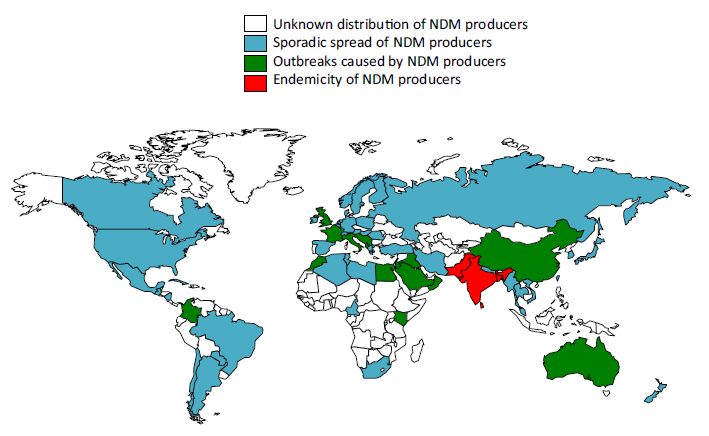 Unknown distribution of NDM producers
Sporadic spread of NDM producers
Outbreaks caused by NDM producers
Endemicity of NDM producers